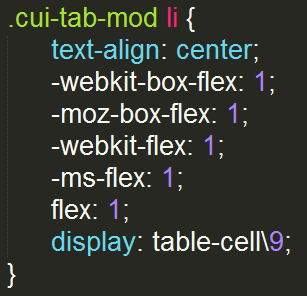 .cui-tab-mod li {
text-align: center;
-webkit-box-flex: 1;
-moz-box-flex: 1;
-webkit-flex: 1;
-ms-flex: 1;
flex: 1;
display: table-cell\9;
}